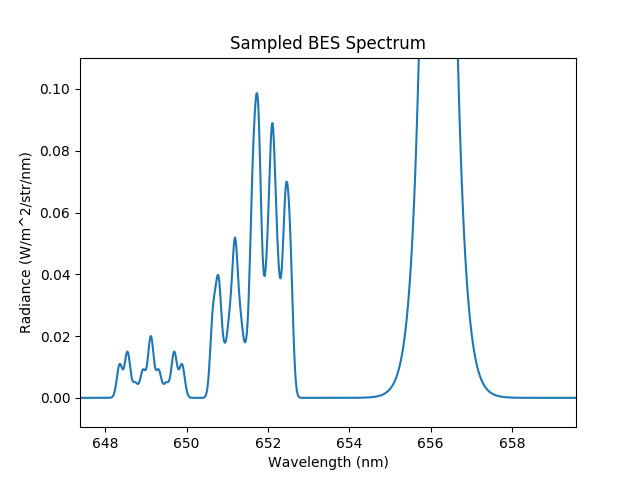 Sampled BES Spectrum
Radiance (W/m^2/str/nm)
0.10
0.08
0.06
0.04
0.02
0.00
648 650 652 654 656 658
Wavelength (nm)